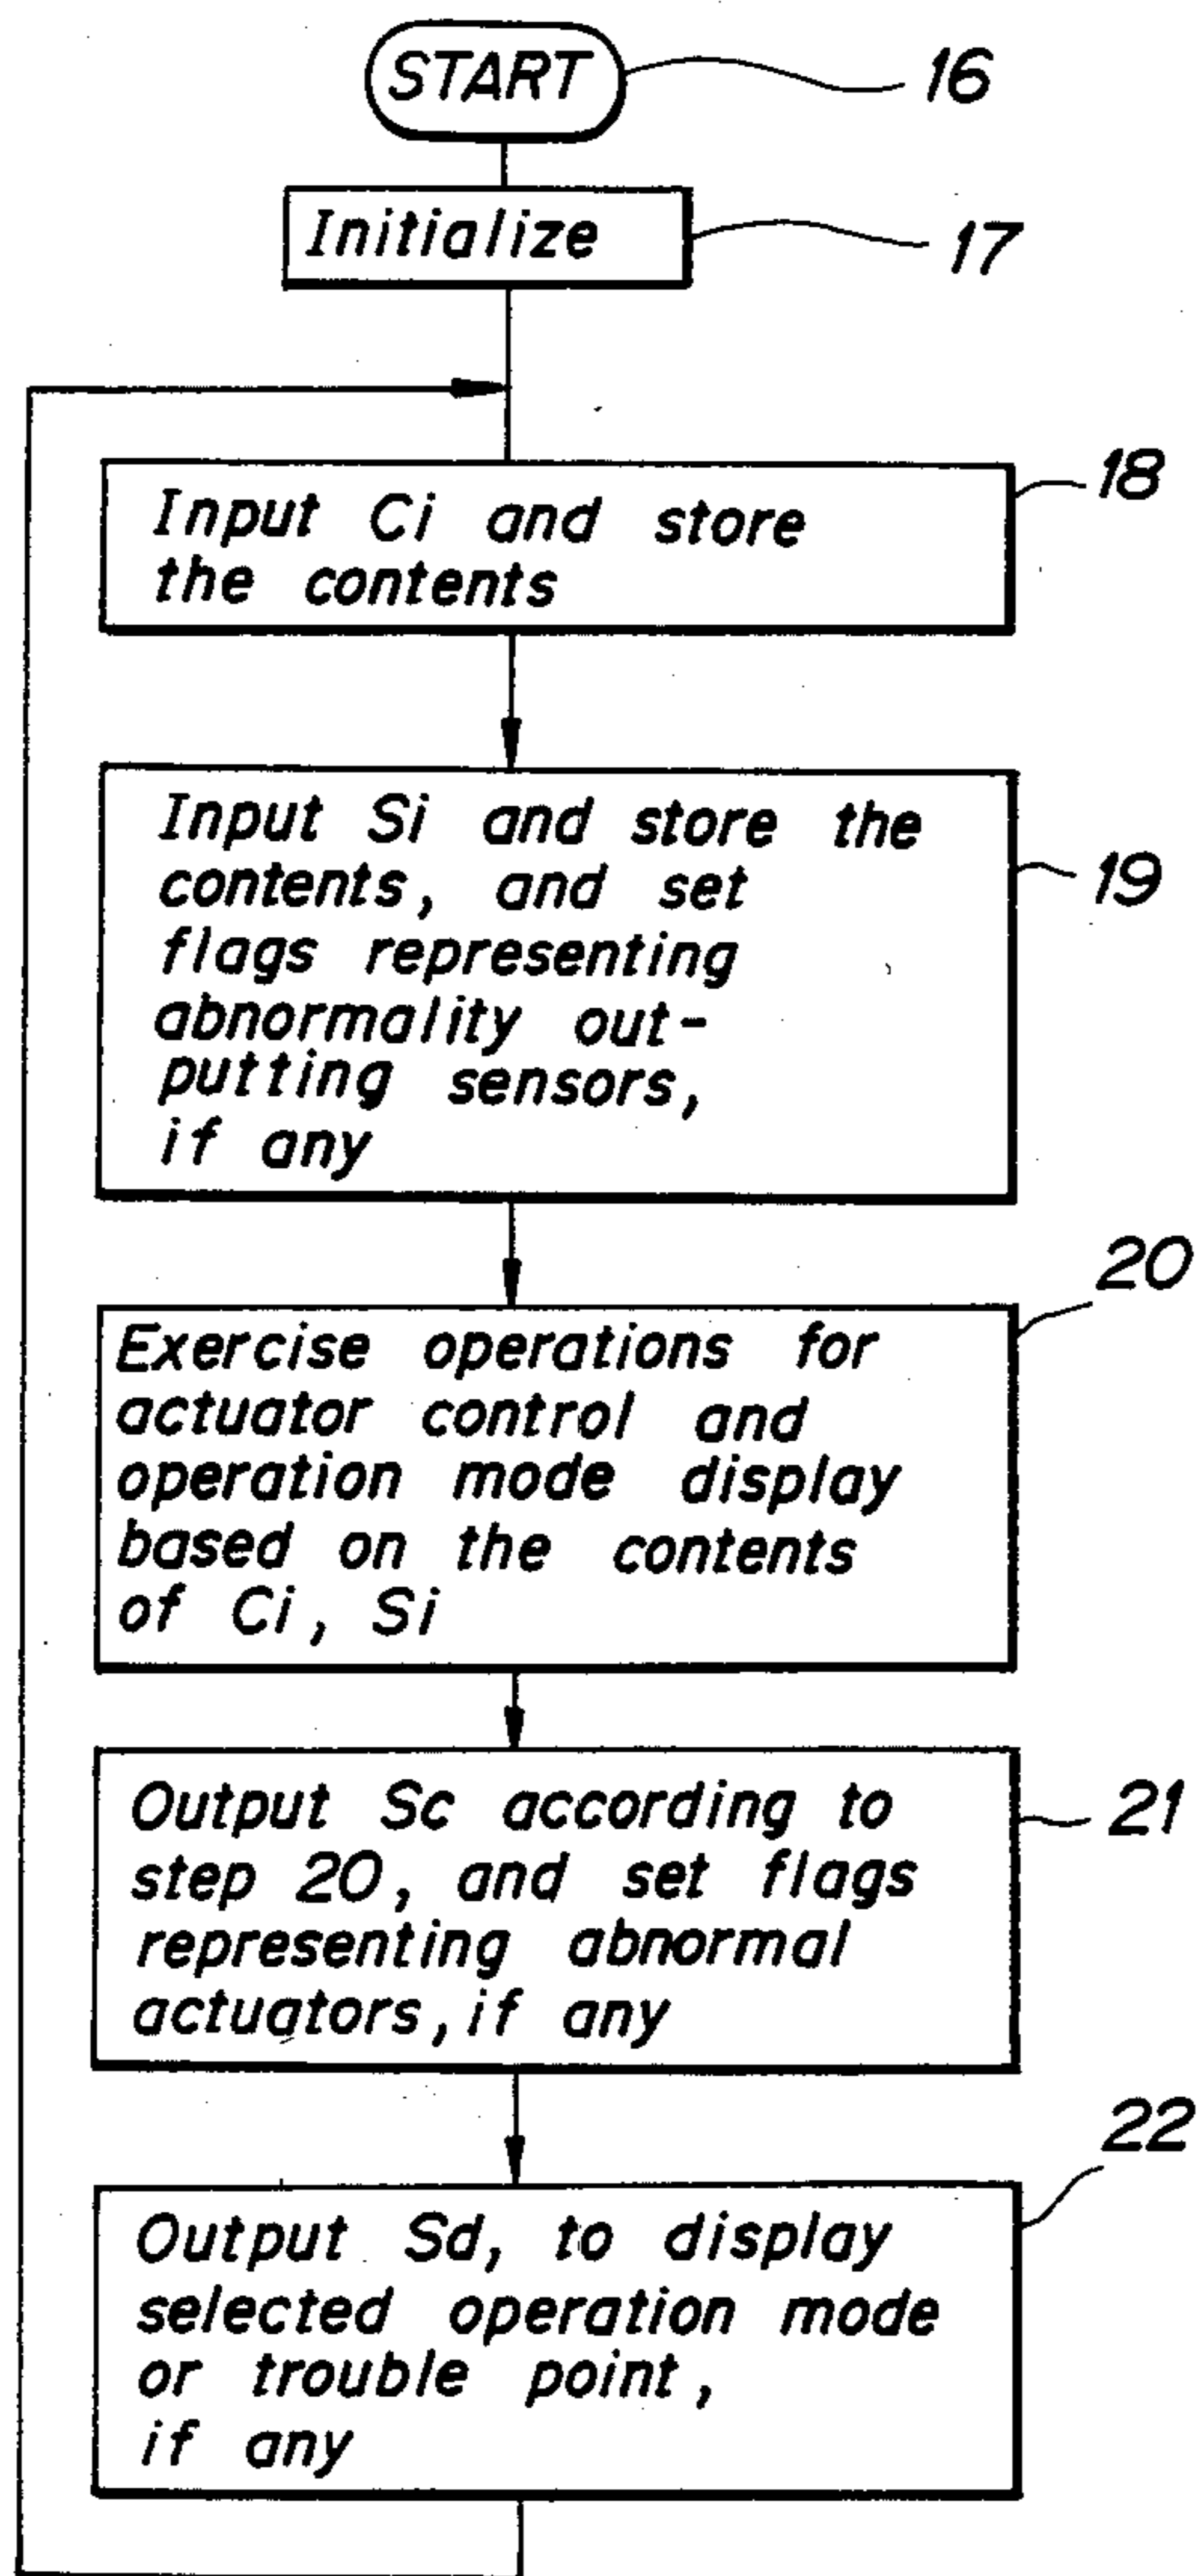 START
16
Initialize
17
18
Input Ci and store
the contents
Input Si and store the
contents, and set
flags representing
abnormality out-
putting sensors,
if any
19
20
Exercise operations for
actuator control and
operation mode display
based on the contents
of Ci, Si
Output Sc according to
step 20, and set flags
representing abnormal
actuators, if any
21
22
Output Sd, to display
selected operation mode
or trouble point,
if any